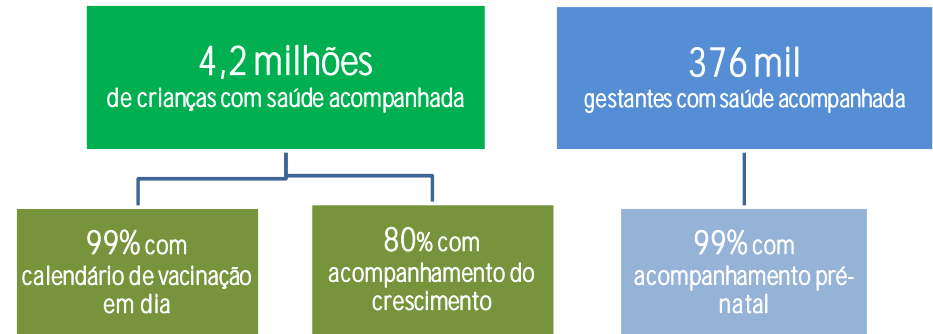 4,2 milhões
de crianças com saúde acompanhada
376 mil
gestantes com saúde acompanhada
99% com
calendário de vacinação
em dia
80% com
acompanhamento do
crescimento
99% com
acompanhamento pré-
natal